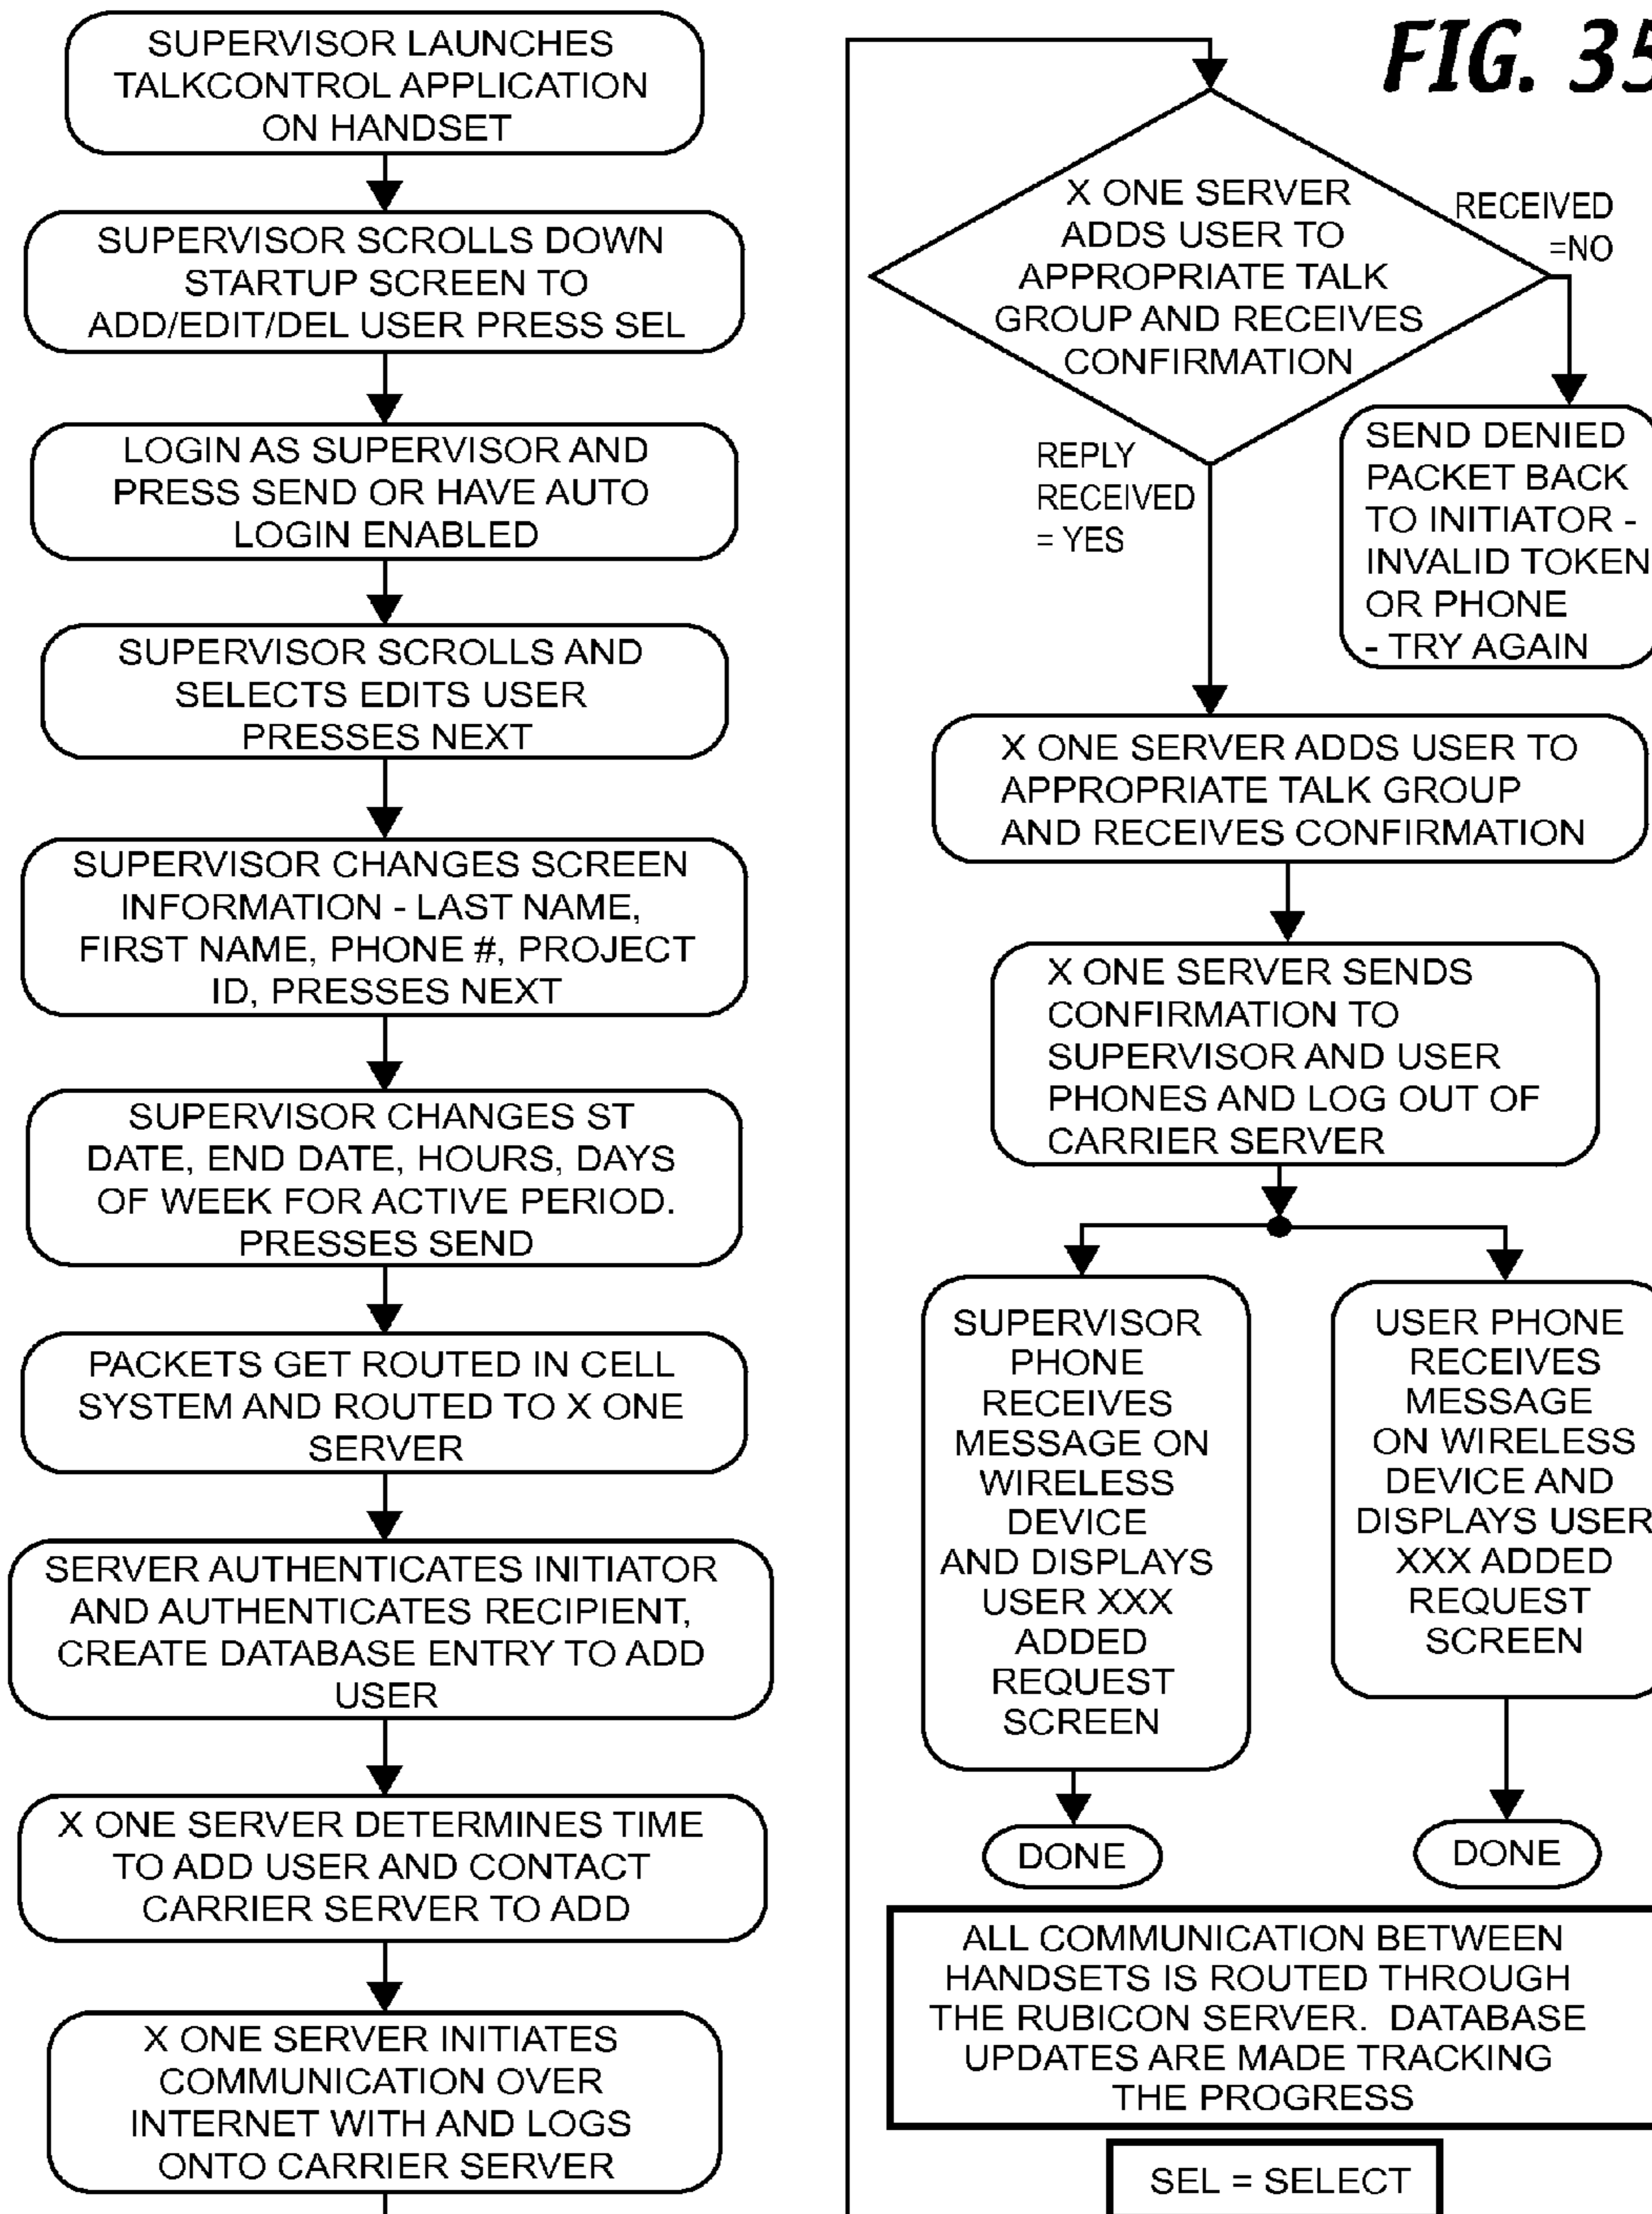 SUPERVISOR LAUNCHES
TALKCONTROL APPLICATION
ON HANDSET
SUPERVISOR SCROLLS DOWN
STARTUP SCREEN TO
ADD/EDIT/DEL USER PRESS SEL
LOGIN AS SUPERVISOR AND
PRESS SEND OR HAVE AUTO
LOGIN ENABLED
SUPERVISOR SCROLLS AND
SELECTS EDITS USER
PRESSES NEXT
SUPERVISOR CHANGES SCREEN
INFORMATION - LAST NAME,
FIRST NAME, PHONE #, PROJECT
ID, PRESSES NEXT
SUPERVISOR CHANGES ST
DATE, END DATE, HOURS, DAYS
OF WEEK FOR ACTIVE PERIOD.
PRESSES SEND
PACKETS GET ROUTED IN CELL
SYSTEM AND ROUTED TO X ONE
SERVER
SERVER AUTHENTICATES INITIATOR
AND AUTHENTICATES RECIPIENT,
CREATE DATABASE ENTRY TO ADD
USER
X ONE SERVER DETERMINES TIME
TO ADD USER AND CONTACT
CARRIER SERVER TO ADD
X ONE SERVER INITIATES
COMMUNICATION OVER
INTERNET WITH AND LOGS
ONTO CARRIER SERVER
FIG. 35
X ONE SERVER
ADDS USER TO
APPROPRIATE TALK
GROUP AND RECEIVES
CONFIRMATION
RECEIVED
=NO
REPLY
RECEIVED
= YES
SEND DENIED
PACKET BACK
TO INITIATOR -
INVALID TOKEN
OR PHONE
- TRY AGAIN
X ONE SERVER ADDS USER TO
APPROPRIATE TALK GROUP
AND RECEIVES CONFIRMATION
X ONE SERVER SENDS
CONFIRMATION TO
SUPERVISOR AND USER
PHONES AND LOG OUT OF
CARRIER SERVER
SUPERVISOR
PHONE
RECEIVES
MESSAGE ON
WIRELESS
DEVICE
AND DISPLAYS
USER XXX
ADDED
REQUEST
SCREEN
DONE
USER PHONE
RECEIVES
MESSAGE
ON WIRELESS
DEVICE AND
DISPLAYS USER
XXX ADDED
REQUEST
SCREEN
DONE
ALL COMMUNICATION BETWEEN
HANDSETS IS ROUTED THROUGH
THE RUBICON SERVER. DATABASE
UPDATES ARE MADE TRACKING
THE PROGRESS
SEL = SELECT